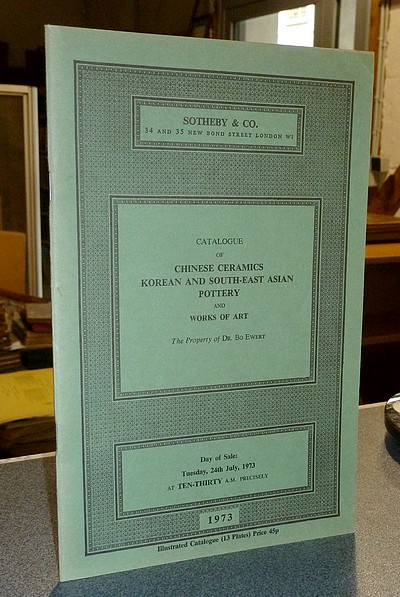 SOTHEBY & CO.
34 AND 35 NEW BOND STREET LONDON W1
CATALOGUE
OF
CHINESE CERAMICS
KOREAN AND SOUTH-EAST ASIAN
POTTERY
AND
WORKS OF ART
The Property of DR. BO EWERT
Day of Sale:
Tuesday, 24th July, 1973
AT TEN-THIRTY A.M. PRECISELY
1973
Illustrated Catalogue (13 Plates) Price 45p